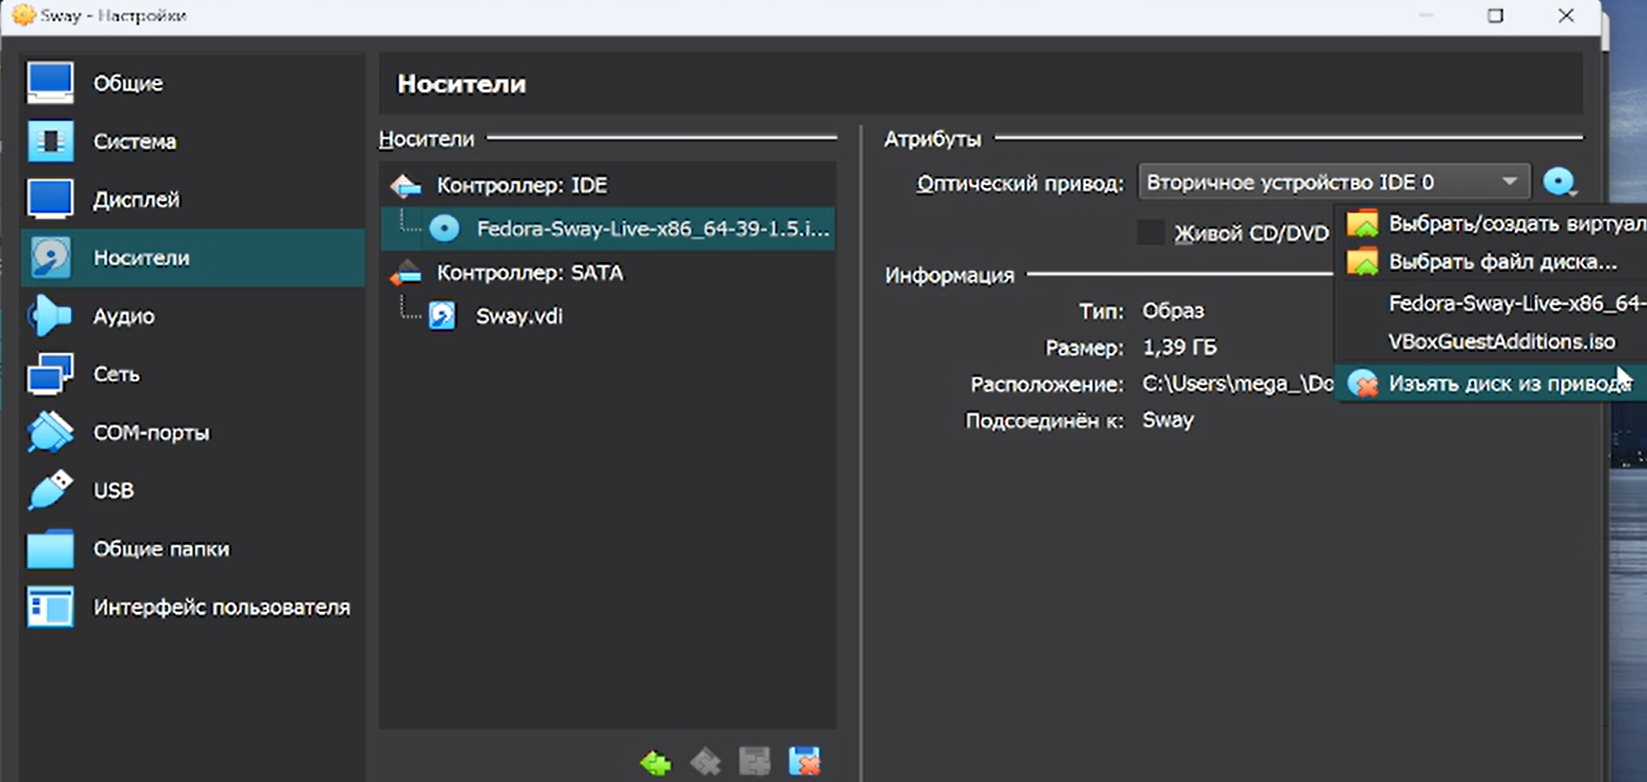 Sway - Настройки
Общие
Система
Дисплей
Носители
Аудио
Сеть
COM-порты
USB
Общие папки
Интерфейс пользователя
Носители
Носители
Контроллер: IDE
Fedora-Sway-Live-x86_64-39-1.5.i...
Контроллер: SATA
Sway.vdi
Атрибуты
Оптический привод: Вторичное устройство IDE 0
Живой CD/DVD
Информация
Тип: Образ
Размер: 1,39 ГБ
Расположение: C:\Users\mega_\Do
Подсоединён к: Sway
Выбрать/создать виртуал
Выбрать файл диска...
Fedora-Sway-Live-x86_64-
VBoxGuestAdditions.iso
Изъять диск из привода